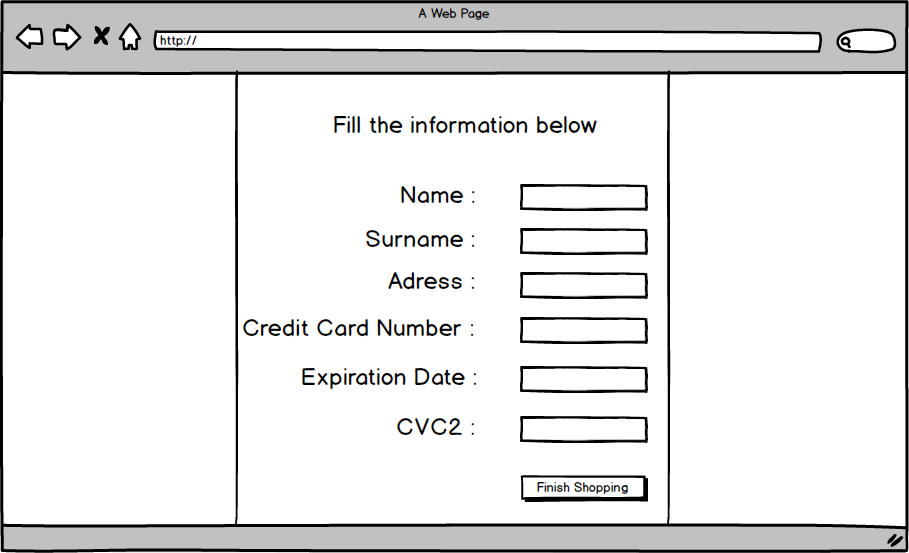 A Web Page
http://
Fill the information below
Name :
Surname :
Adress :
Credit Card Number :
Expiration Date :
CVC2 :
Finish Shopping